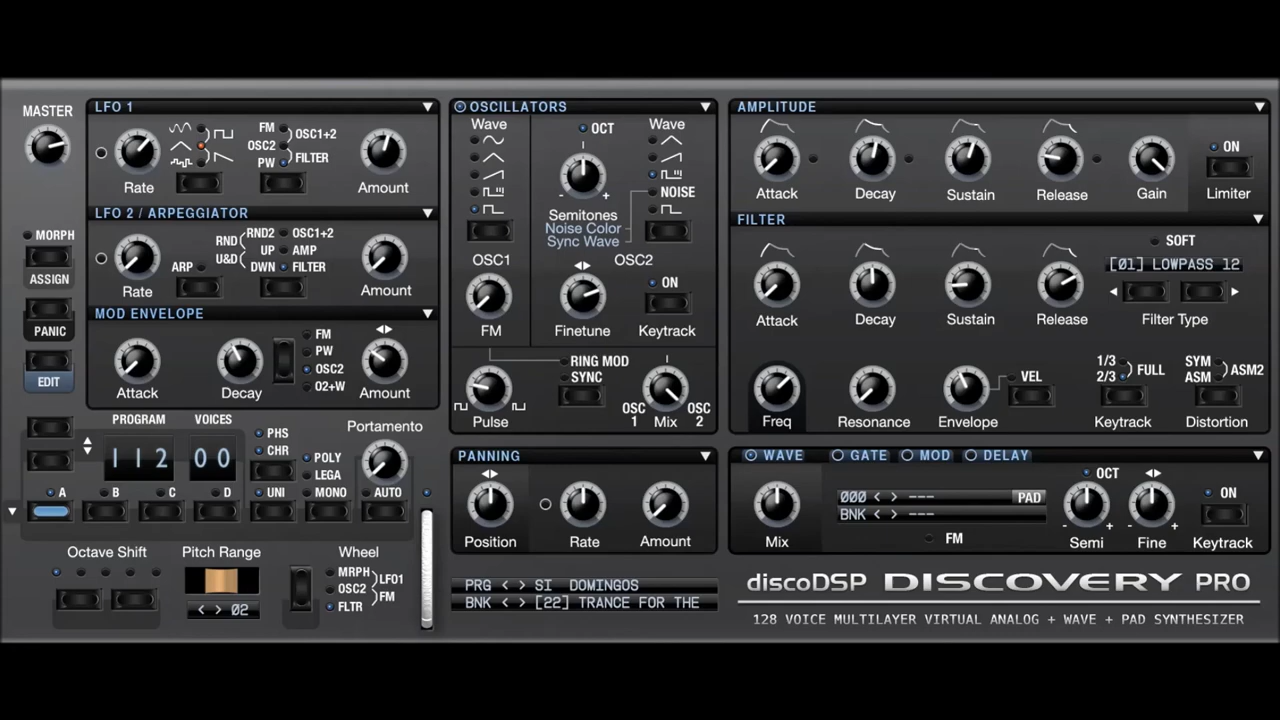 MASTER
MORPH
ASSIGN
PANIC
EDIT
LFO 1
Rate
FM
OSC2
PW
OSC1+2
FILTER
Amount
LFO 2 / ARPEGGIATOR
Rate
ARP
RND
U&D
RND2
UP
DWN
OSC1+2
AMP
FILTER
Amount
MOD ENVELOPE
Attack
Decay
FM
PW
OSC2
O2+W
Amount
PROGRAM
VOICES
112
00
A
B
C
D
PHS
CHR
UNI
POLY
LEGA
MONO
Portamento
AUTO
Octave Shift
Pitch Range
< > 02
Wheel
MRPH
OSC2
FLTR
LFO1
FM
OSCILLATORS
Wave
OCT
Wave
- +
Semitones
Noise Color
Sync Wave
NOISE
OSC1
OSC2
FM
Finetune
ON
Keytrack
RING MOD
SYNC
Pulse
OSC 1
Mix
OSC 2
PANNING
Position
Rate
Amount
PRG < > SI DOMINGOS
BNK < > [22] TRANCE FOR THE
AMPLITUDE
Attack
Decay
Sustain
Release
Gain
ON
Limiter
FILTER
Attack
Decay
Sustain
Release
SOFT
[01] LOWPASS 12
Filter Type
Freq
Resonance
Envelope
VEL
1/3
2/3
FULL
Keytrack
SYM
ASM
ASM2
Distortion
WAVE
GATE
MOD
DELAY
Mix
000 < > ---
PAD
BNK < > ---
FM
OCT
- +
Semi
- +
Fine
ON
Keytrack
discoDSP DISCOVERY PRO
128 VOICE MULTILAYER VIRTUAL ANALOG + WAVE + PAD SYNTHESIZER